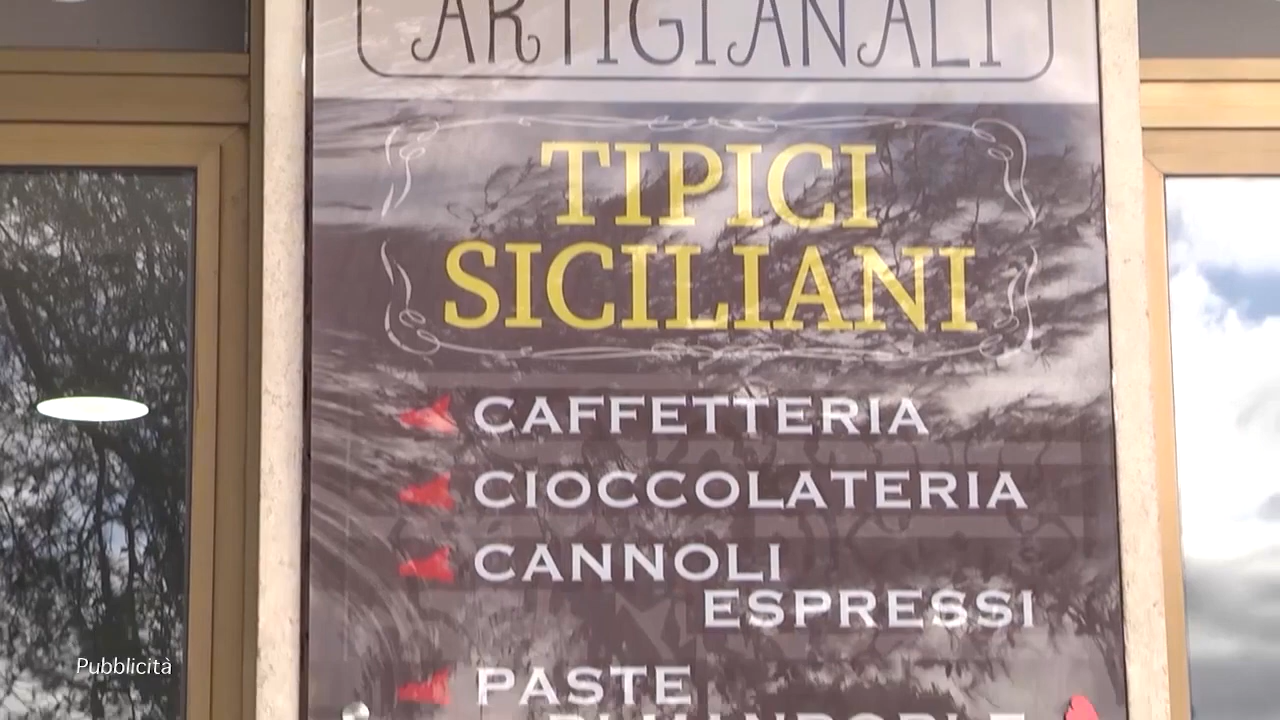 ARTIGIANALI
TIPICI
SICILIANI
CAFFETTERIA
CIOCCOLATERIA
CANNOLI
ESPRESSI
PASTE
Pubblicità